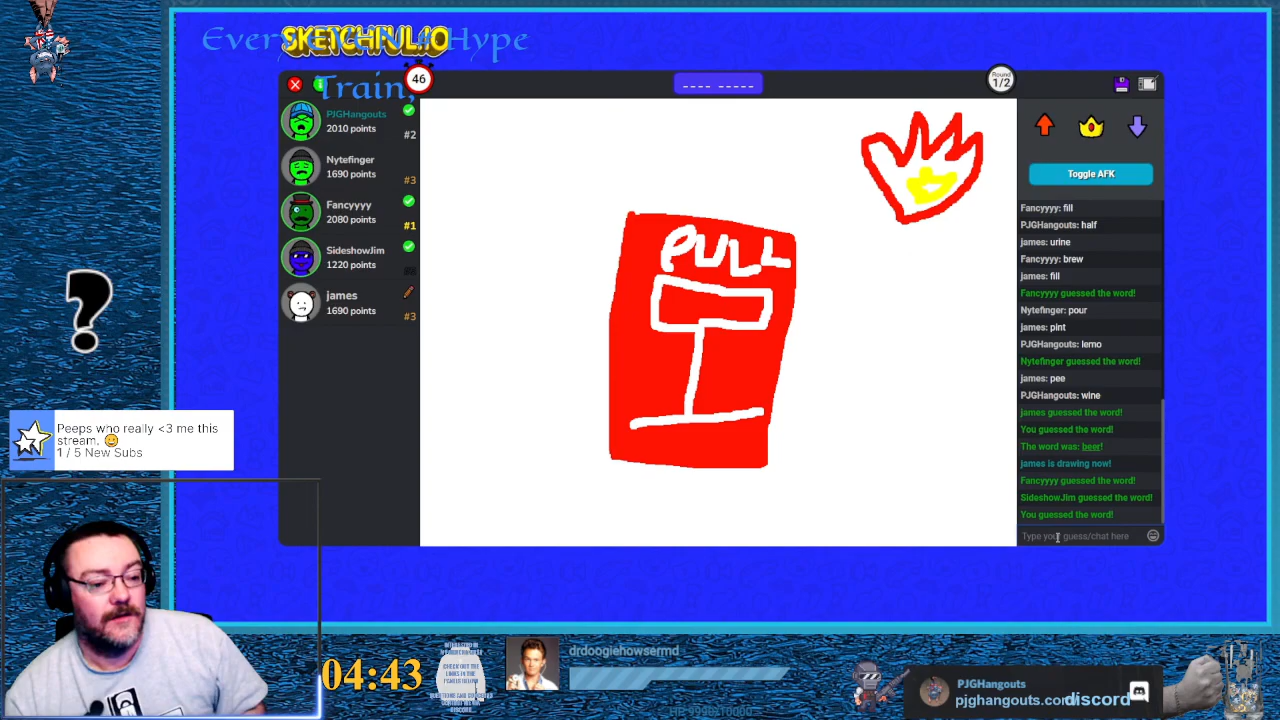 Everyone
Hype
Train,
SKETCHFUL.IO
46
---- -----
Round
1/2
PJGHangouts
2010 points
#2
Nytefinger
1690 points
#3
Fancyyyy
2080 points
#1
SideshowJim
1220 points
james
1690 points
#3
PULL
Toggle AFK
Fancyyyy: fill
PJGHangouts: half
james: urine
Fancyyyy: brew
james: fill
Fancyyyy guessed the word!
Nytefinger: pour
james: pint
PJGHangouts: lemo
Nytefinger guessed the word!
james: pee
PJGHangouts: wine
james guessed the word!
You guessed the word!
The word was: beer!
james is drawing now!
Fancyyyy guessed the word!
SideshowJim guessed the word!
You guessed the word!
Type your guess/chat here
?
Peeps who really <3 me this
stream. 😀
1 / 5 New Subs
04:43
drdoogiehowsermd
PJGHangouts
pjghangouts.com/discord